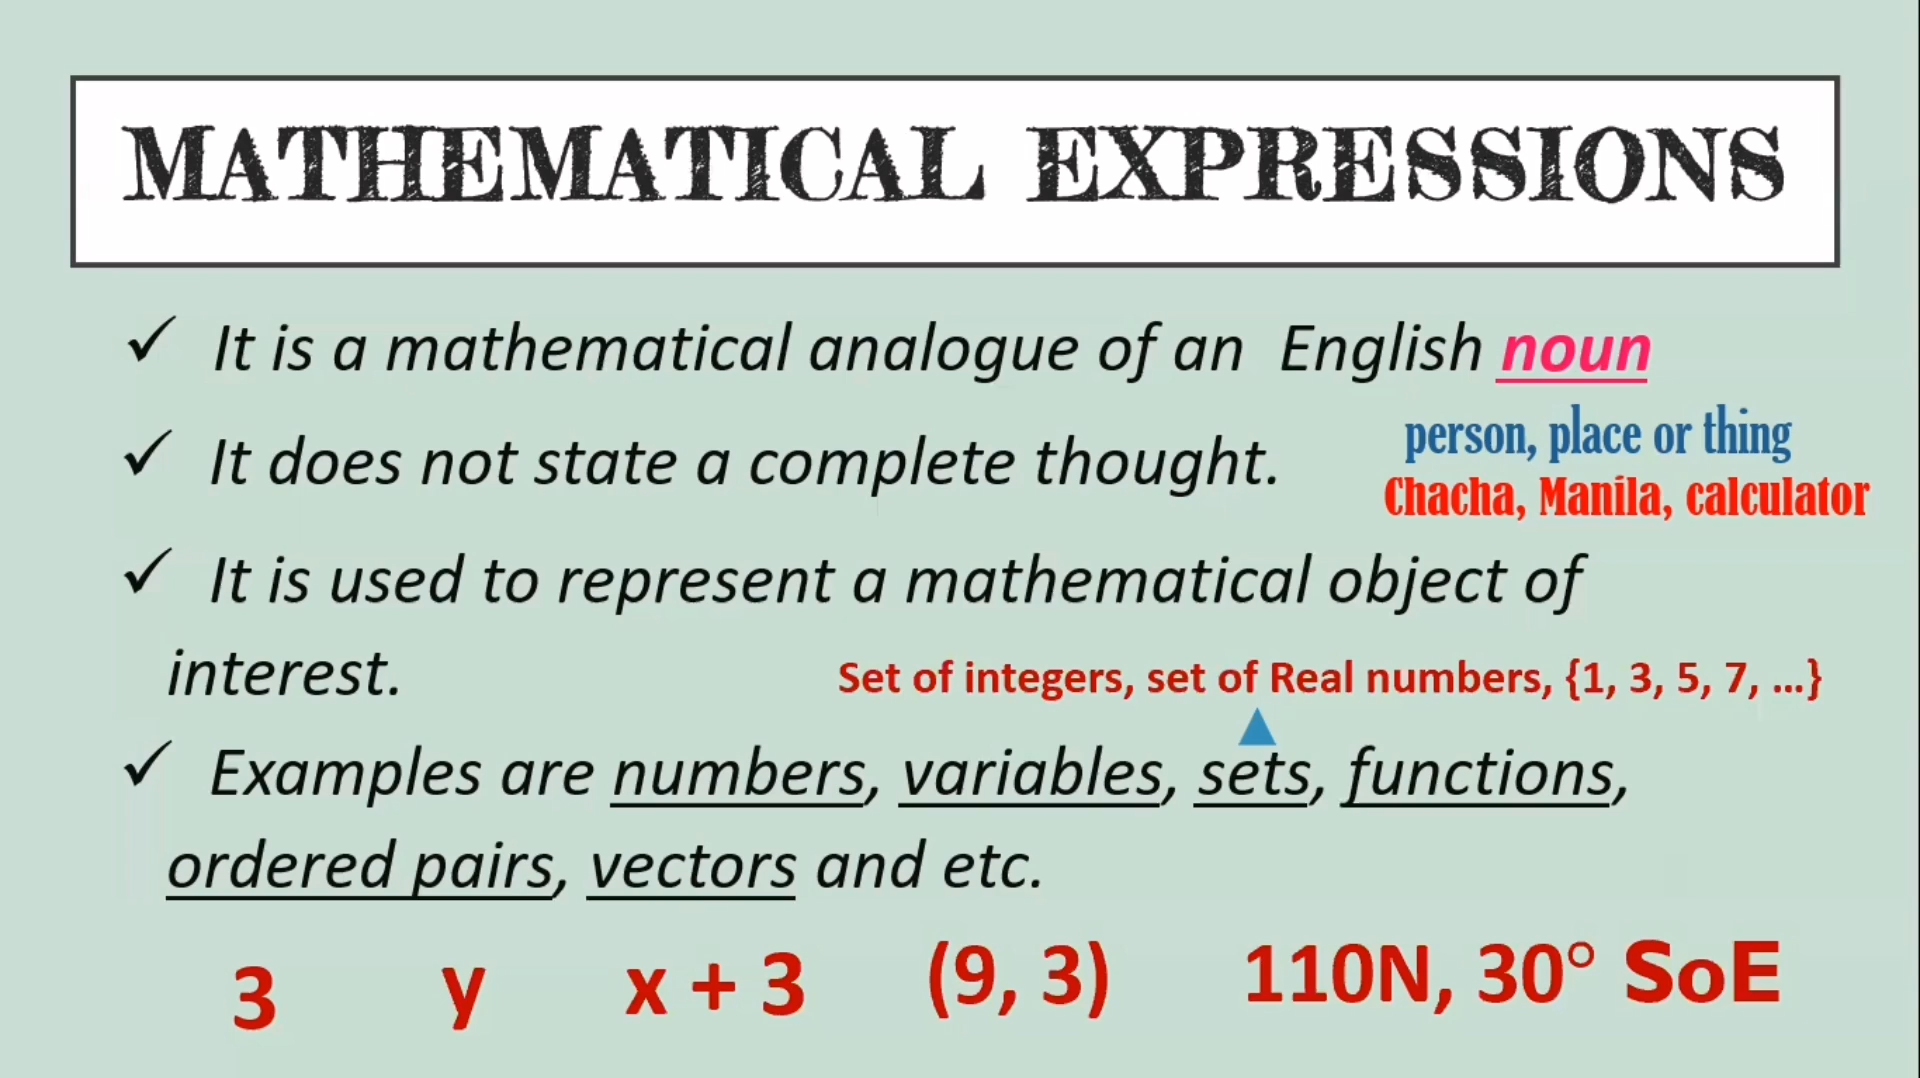 MATHEMATICAL EXPRESSIONS
✓ It is a mathematical analogue of an English noun
person, place or thing
✓ It does not state a complete thought.
Chacha, Manila, calculator
✓ It is used to represent a mathematical object of
interest.
Set of integers, set of Real numbers, {1, 3, 5, 7, ...}
✓ Examples are numbers, variables, sets, functions,
ordered pairs, vectors and etc.
3 y x + 3 (9, 3) 110N, 30° SoE